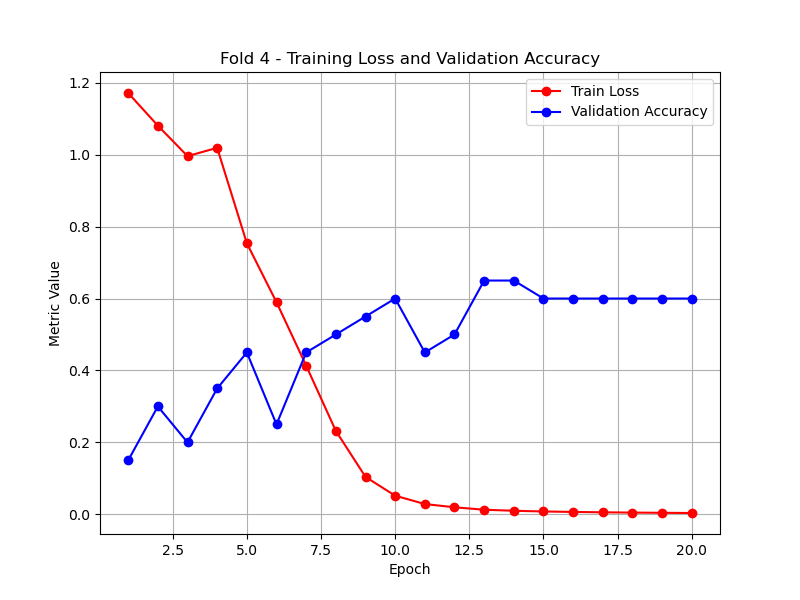 Fold 4 - Training Loss and Validation Accuracy
Train Loss
Validation Accuracy
Metric Value
1.2
1.0
0.8
0.6
0.4
0.2
0.0
2.5 5.0 7.5 10.0 12.5 15.0 17.5 20.0
Epoch